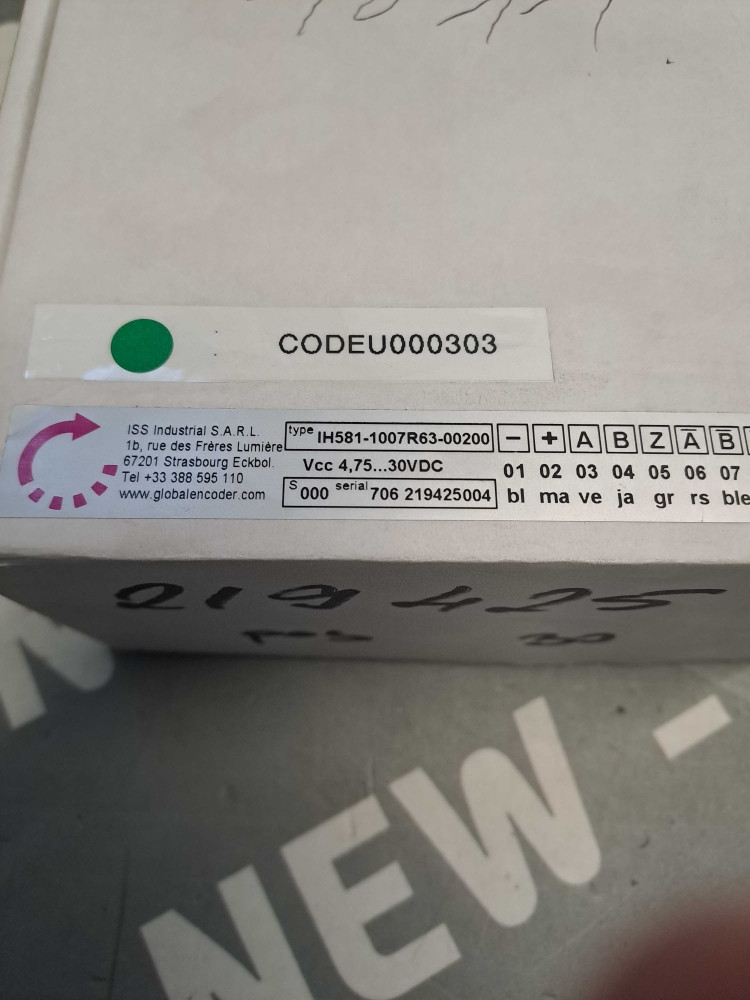 CODEU000303
ISS Industrial S.A.R.L.
1b, rue des Frères Lumière
67201 Strasbourg Eckbol.
Tel +33 388 595 110
www.globalencoder.com
type IH581-1007R63-00200
Vcc 4,75...30VDC
S 000 serial 706 219425004
- + A B Z A̅ B̅
01 02 03 04 05 06 07
bl ma ve ja gr rs ble
219425
NEW -